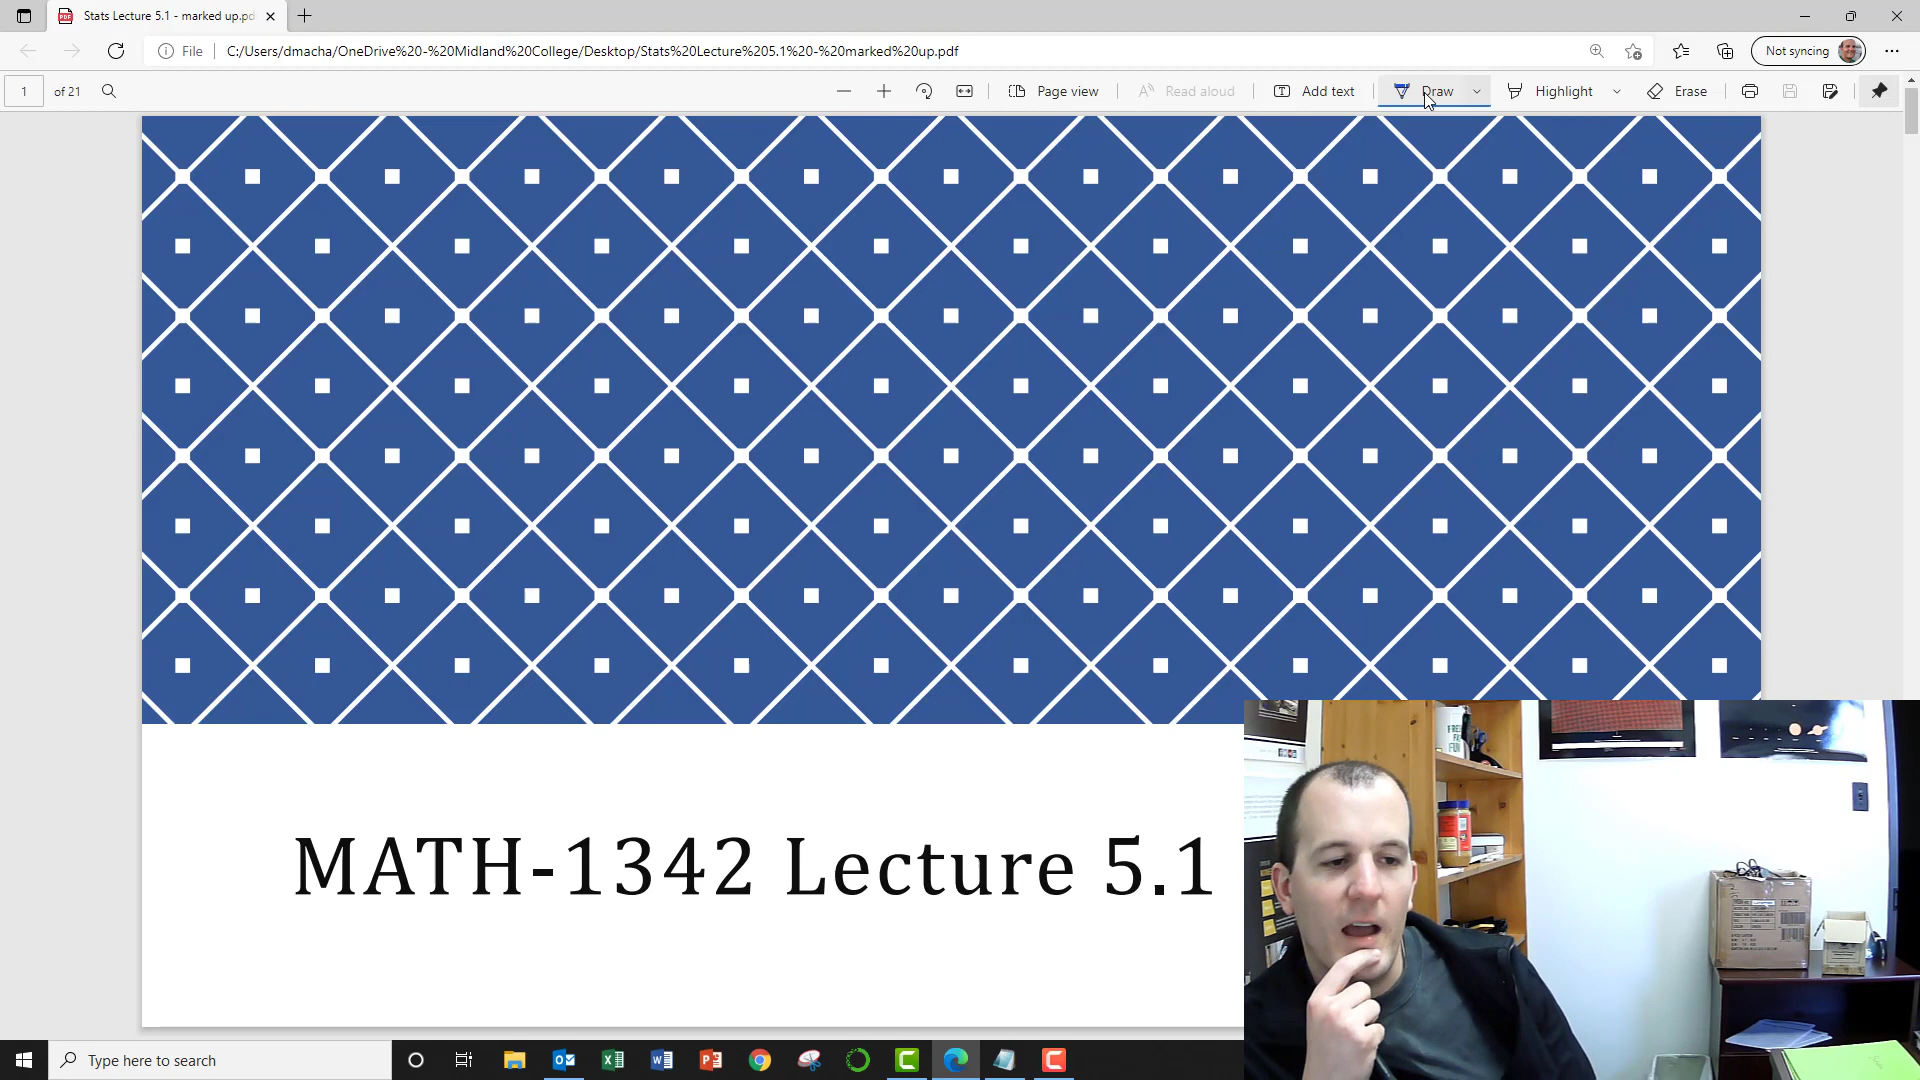 Stats Lecture 5.1 - marked up.pd
File
C:/Users/dmacha/OneDrive%20-%20Midland%20College/Desktop/Stats%20Lecture%205.1%20-%20marked%20up.pdf
Not syncing
1 of 21
Page view
Read aloud
Add text
Draw
Highlight
Erase
MATH-1342 Lecture 5.1
Type here to search